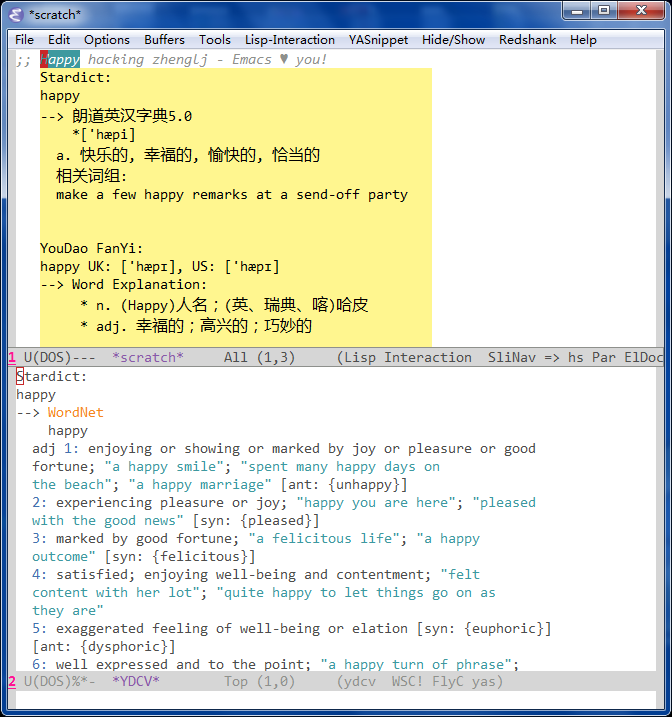 *scratch*
File Edit Options Buffers Tools Lisp-Interaction YASnippet Hide/Show Redshank Help
;; Happy hacking zhenglj - Emacs ♥ you!
Stardict:
happy
--> 朗道英汉字典5.0
*['hæpi]
a. 快乐的, 幸福的, 愉快的, 恰当的
相关词组:
make a few happy remarks at a send-off party
YouDao FanYi:
happy UK: ['hæpɪ], US: ['hæpɪ]
--> Word Explanation:
* n. (Happy)人名；(英、瑞典、喀)哈皮
* adj. 幸福的；高兴的；巧妙的
1 U(DOS)--- *scratch* All (1,3) (Lisp Interaction SliNav => hs Par ElDoc
Stardict:
happy
--> WordNet
happy
adj 1: enjoying or showing or marked by joy or pleasure or good
fortune; "a happy smile"; "spent many happy days on
the beach"; "a happy marriage" [ant: {unhappy}]
2: experiencing pleasure or joy; "happy you are here"; "pleased
with the good news" [syn: {pleased}]
3: marked by good fortune; "a felicitous life"; "a happy
outcome" [syn: {felicitous}]
4: satisfied; enjoying well-being and contentment; "felt
content with her lot"; "quite happy to let things go on as
they are"
5: exaggerated feeling of well-being or elation [syn: {euphoric}]
[ant: {dysphoric}]
6: well expressed and to the point; "a happy turn of phrase";
2 U(DOS)%*- *YDCV* Top (1,0) (ydcv WSC! FlyC yas)